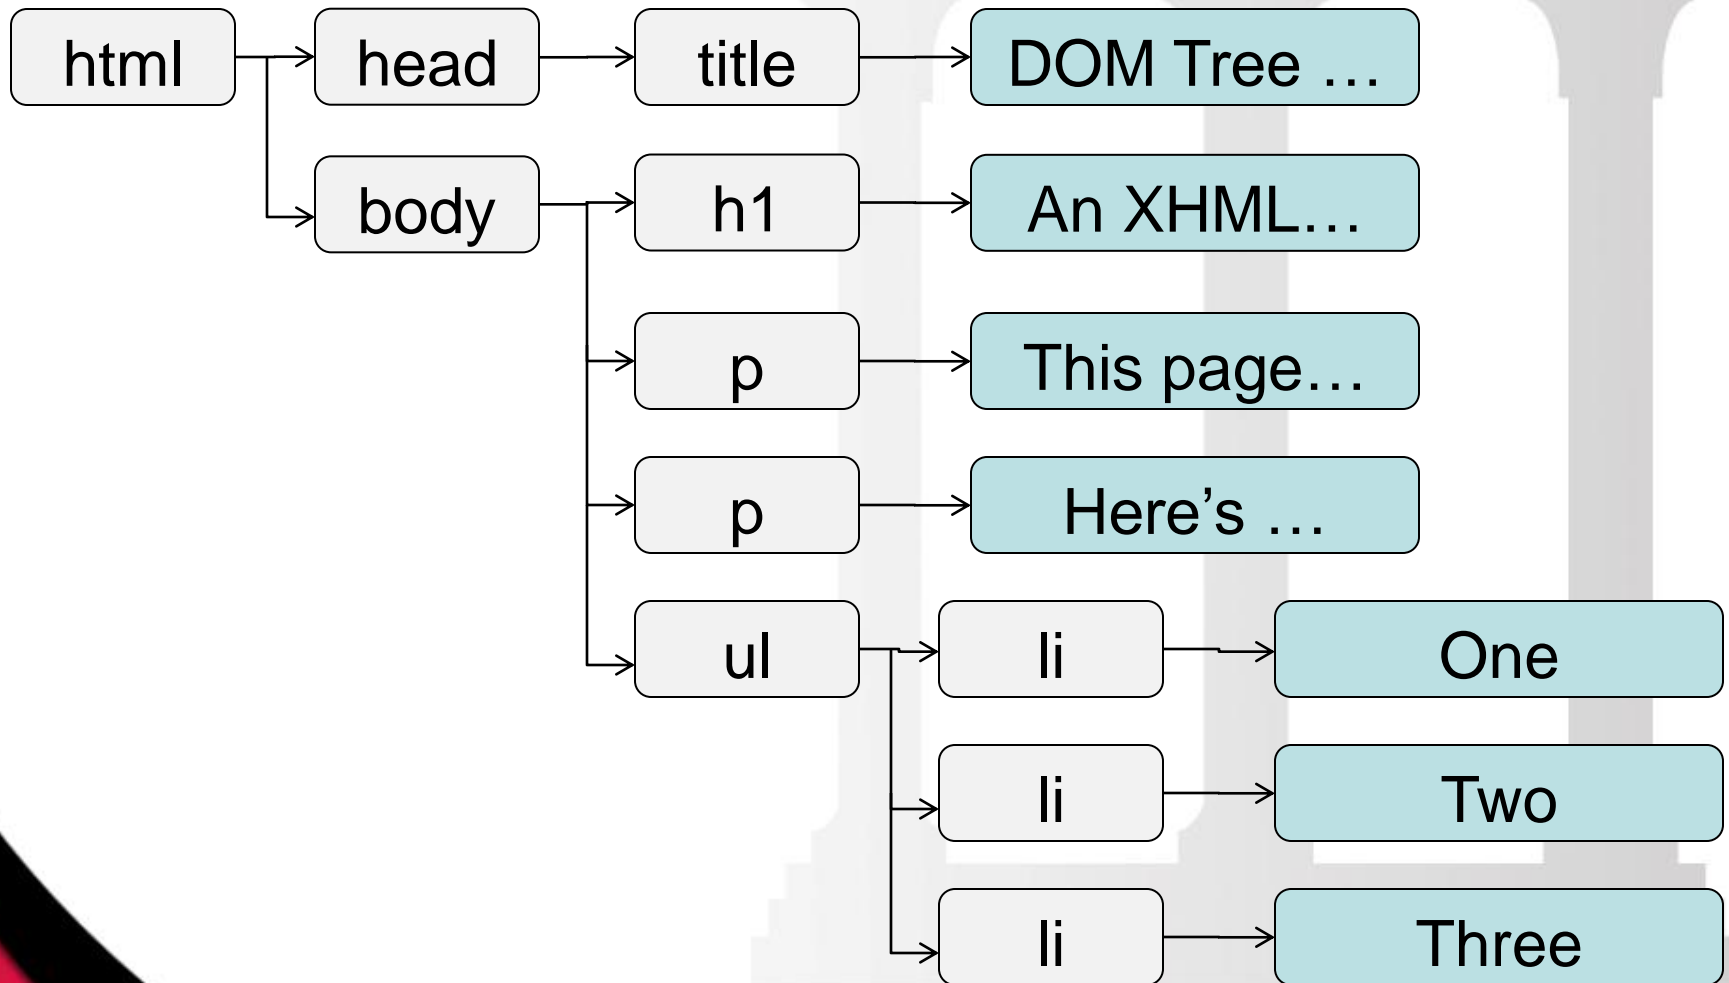 html head title DOM Tree …
body h1 An XHML…
p This page…
p Here’s …
ul li One
li Two
li Three